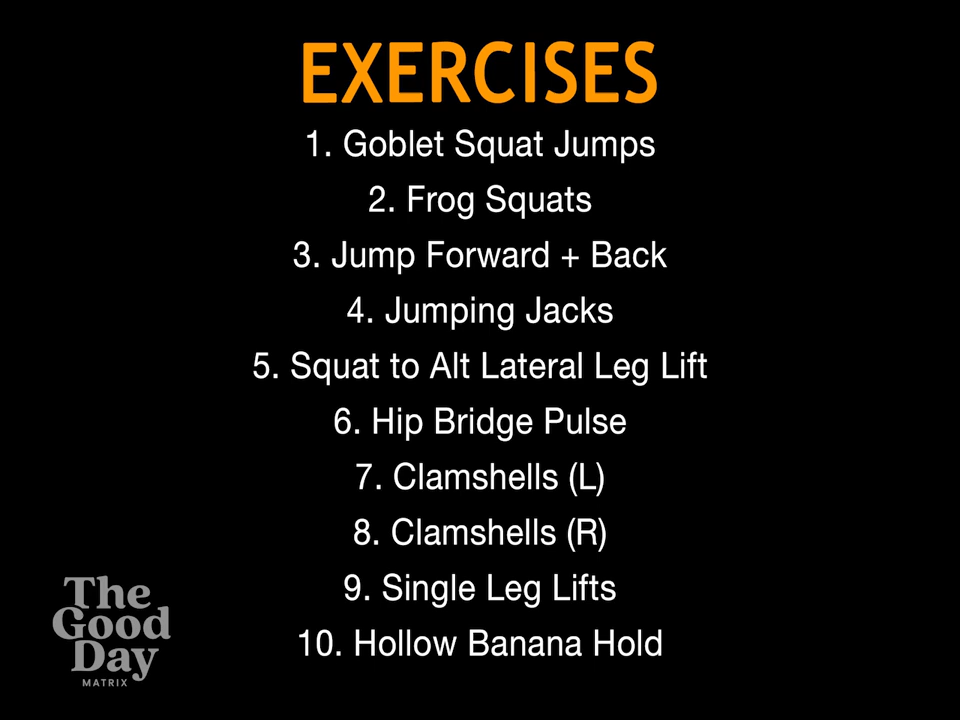 EXERCISES
1. Goblet Squat Jumps
2. Frog Squats
3. Jump Forward + Back
4. Jumping Jacks
5. Squat to Alt Lateral Leg Lift
6. Hip Bridge Pulse
7. Clamshells (L)
8. Clamshells (R)
9. Single Leg Lifts
10. Hollow Banana Hold
The
Good
Day
MATRIX